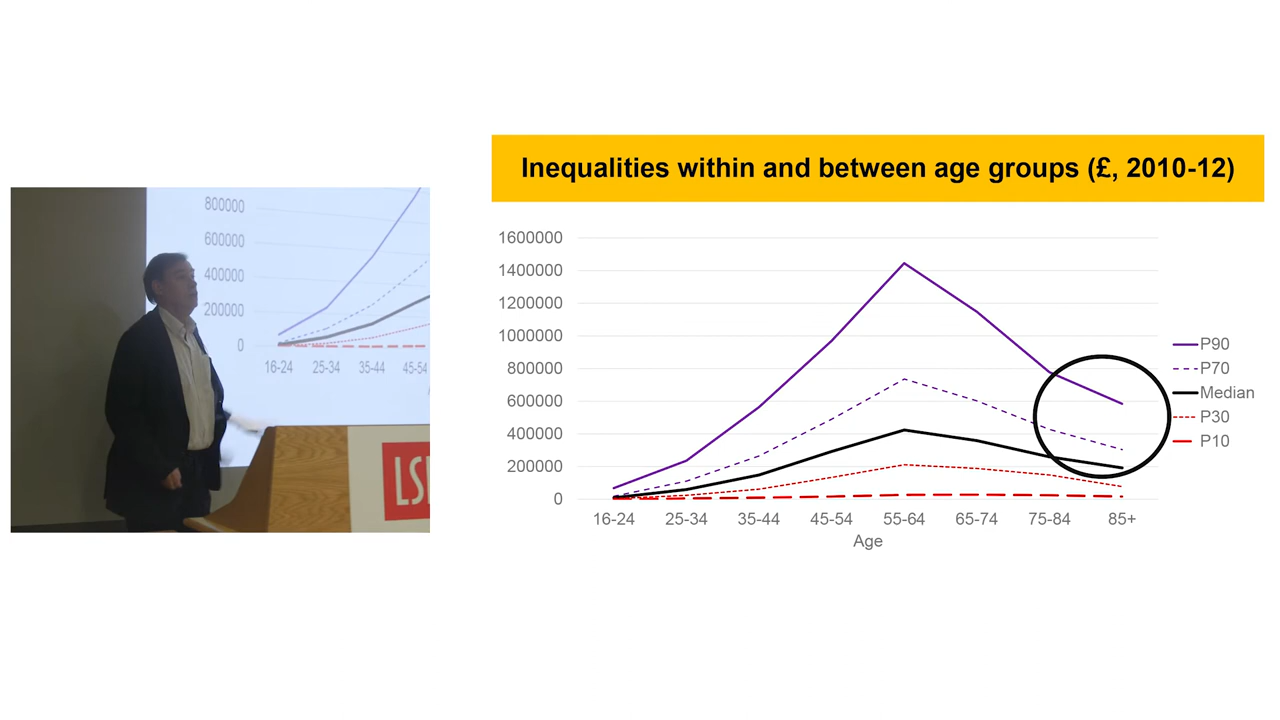 Inequalities within and between age groups (£, 2010-12)
1600000
1400000
1200000
1000000
800000
600000
400000
200000
0
16-24 25-34 35-44 45-54 55-64 65-74 75-84 85+
Age
P90
P70
Median
P30
P10
800000
600000
400000
200000
0
16-24 25-34 35-44 45-54